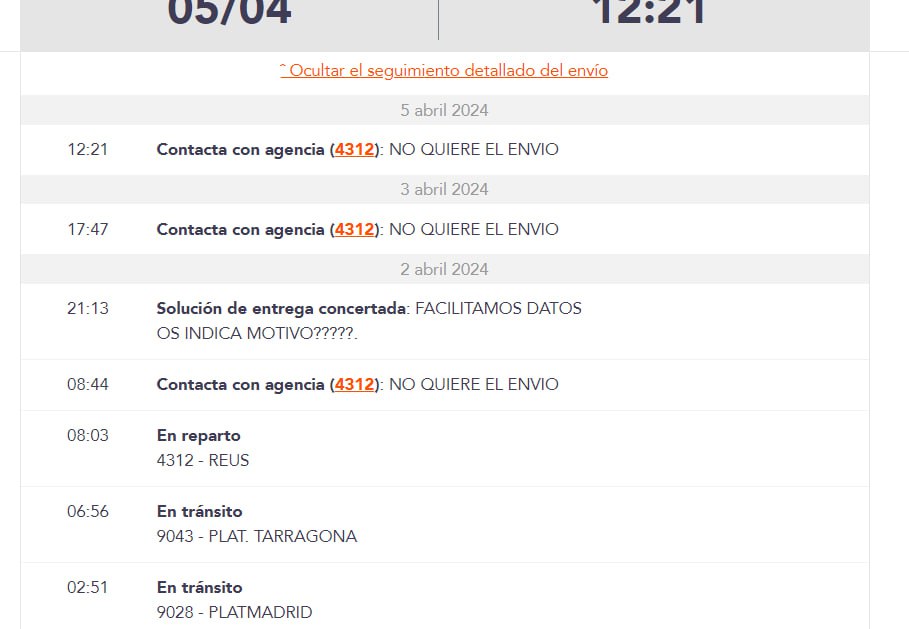 05/04
12:21
ˆ Ocultar el seguimiento detallado del envío
5 abril 2024
12:21 Contacta con agencia (4312): NO QUIERE EL ENVIO
3 abril 2024
17:47 Contacta con agencia (4312): NO QUIERE EL ENVIO
2 abril 2024
21:13 Solución de entrega concertada: FACILITAMOS DATOS
OS INDICA MOTIVO?????.
08:44 Contacta con agencia (4312): NO QUIERE EL ENVIO
08:03 En reparto
4312 - REUS
06:56 En tránsito
9043 - PLAT. TARRAGONA
02:51 En tránsito
9028 - PLATMADRID